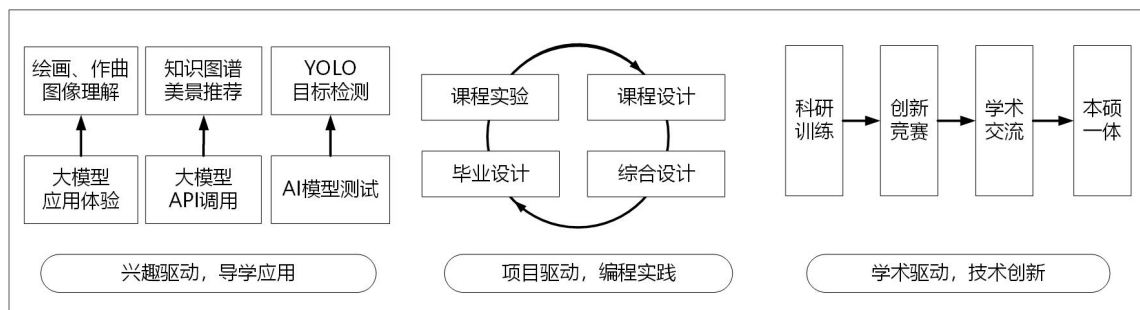 绘画、作曲
图像理解
知识图谱
美景推荐
YOLO
目标检测
大模型
应用体验
大模型
API调用
AI模型测试
兴趣驱动，导学应用
课程实验
课程设计
毕业设计
综合设计
项目驱动，编程实践
科研
训练
创新
竞赛
学术
交流
本硕
一体
学术驱动，技术创新